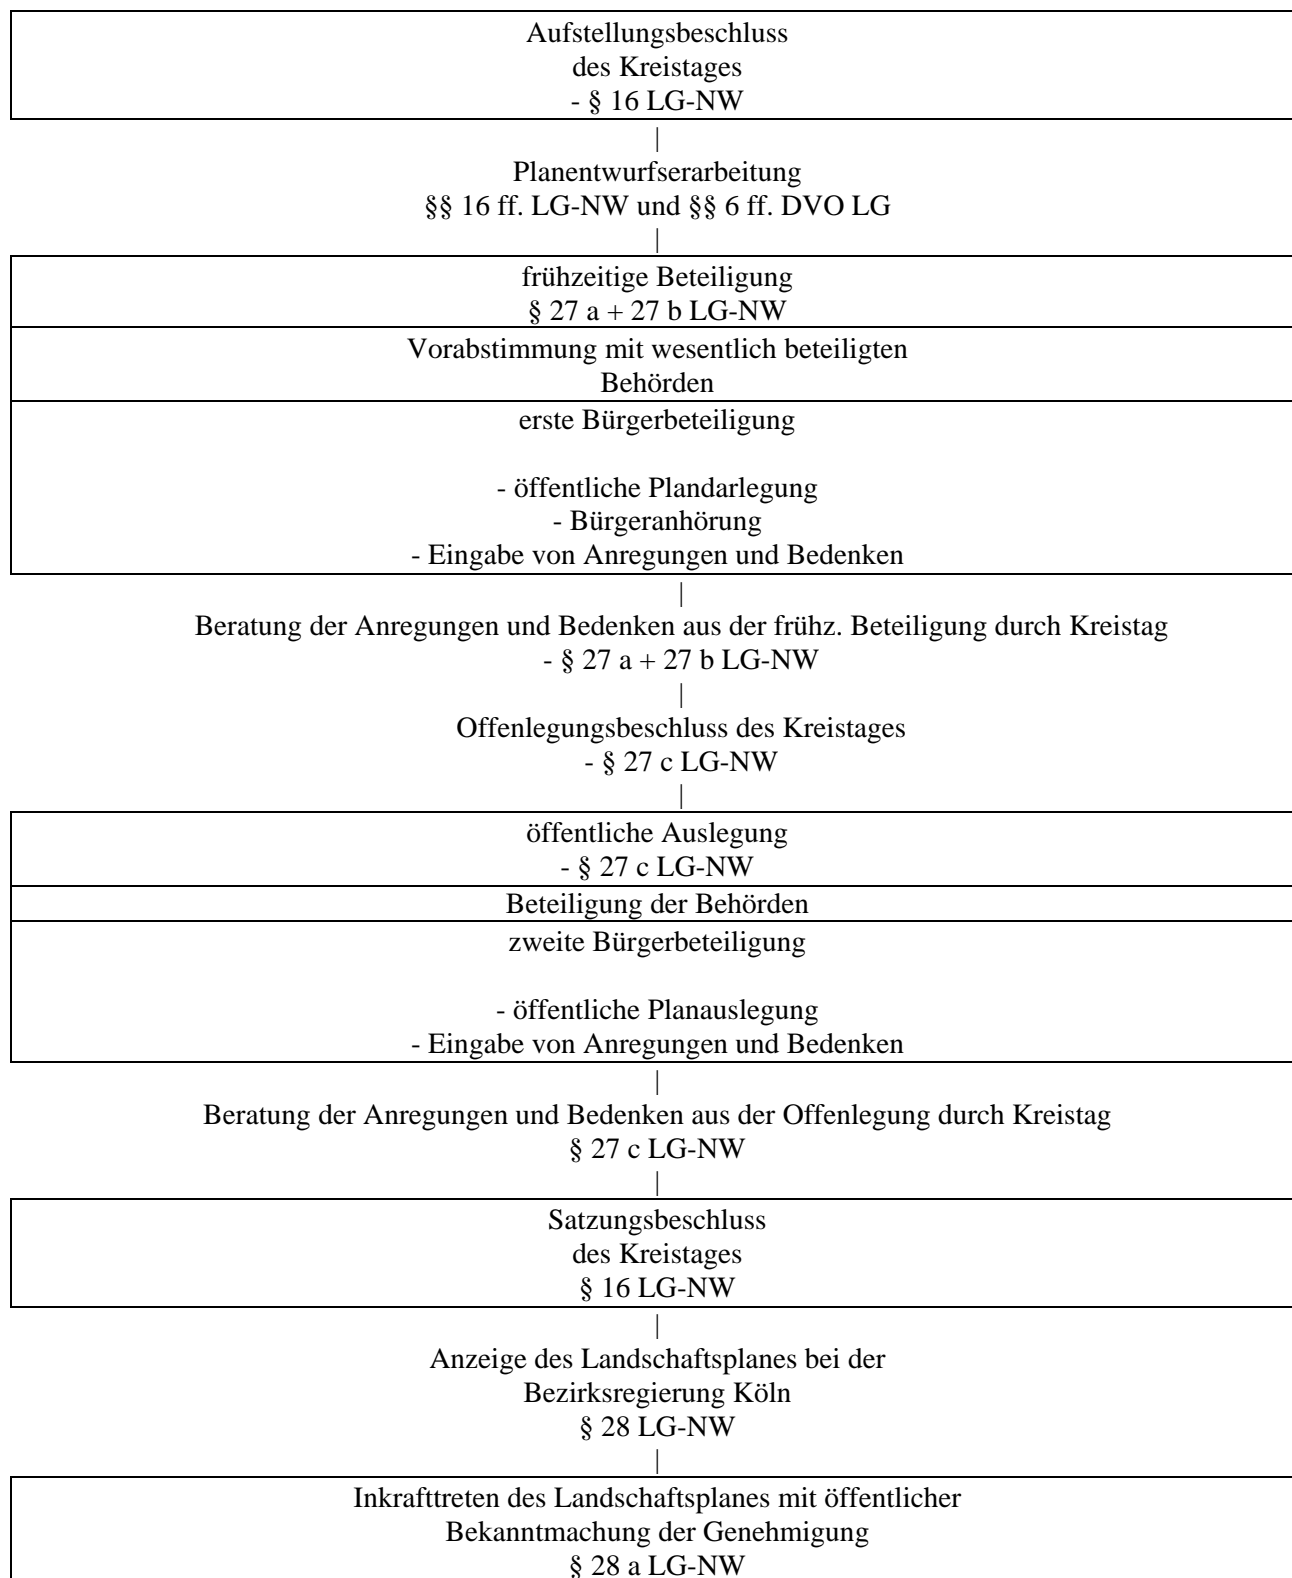 Aufstellungsbeschluss
des Kreistages
- § 16 LG-NW
|
Planentwurfserarbeitung
§§ 16 ff. LG-NW und §§ 6 ff. DVO LG
|
frühzeitige Beteiligung
§ 27 a + 27 b LG-NW
Vorabstimmung mit wesentlich beteiligten
Behörden
erste Bürgerbeteiligung
- öffentliche Plandarlegung
- Bürgeranhörung
- Eingabe von Anregungen und Bedenken
|
Beratung der Anregungen und Bedenken aus der frühz. Beteiligung durch Kreistag
- § 27 a + 27 b LG-NW
|
Offenlegungsbeschluss des Kreistages
- § 27 c LG-NW
|
öffentliche Auslegung
- § 27 c LG-NW
Beteiligung der Behörden
zweite Bürgerbeteiligung
- öffentliche Planauslegung
- Eingabe von Anregungen und Bedenken
|
Beratung der Anregungen und Bedenken aus der Offenlegung durch Kreistag
§ 27 c LG-NW
|
Satzungsbeschluss
des Kreistages
§ 16 LG-NW
|
Anzeige des Landschaftsplanes bei der
Bezirksregierung Köln
§ 28 LG-NW
|
Inkrafttreten des Landschaftsplanes mit öffentlicher
Bekanntmachung der Genehmigung
§ 28 a LG-NW